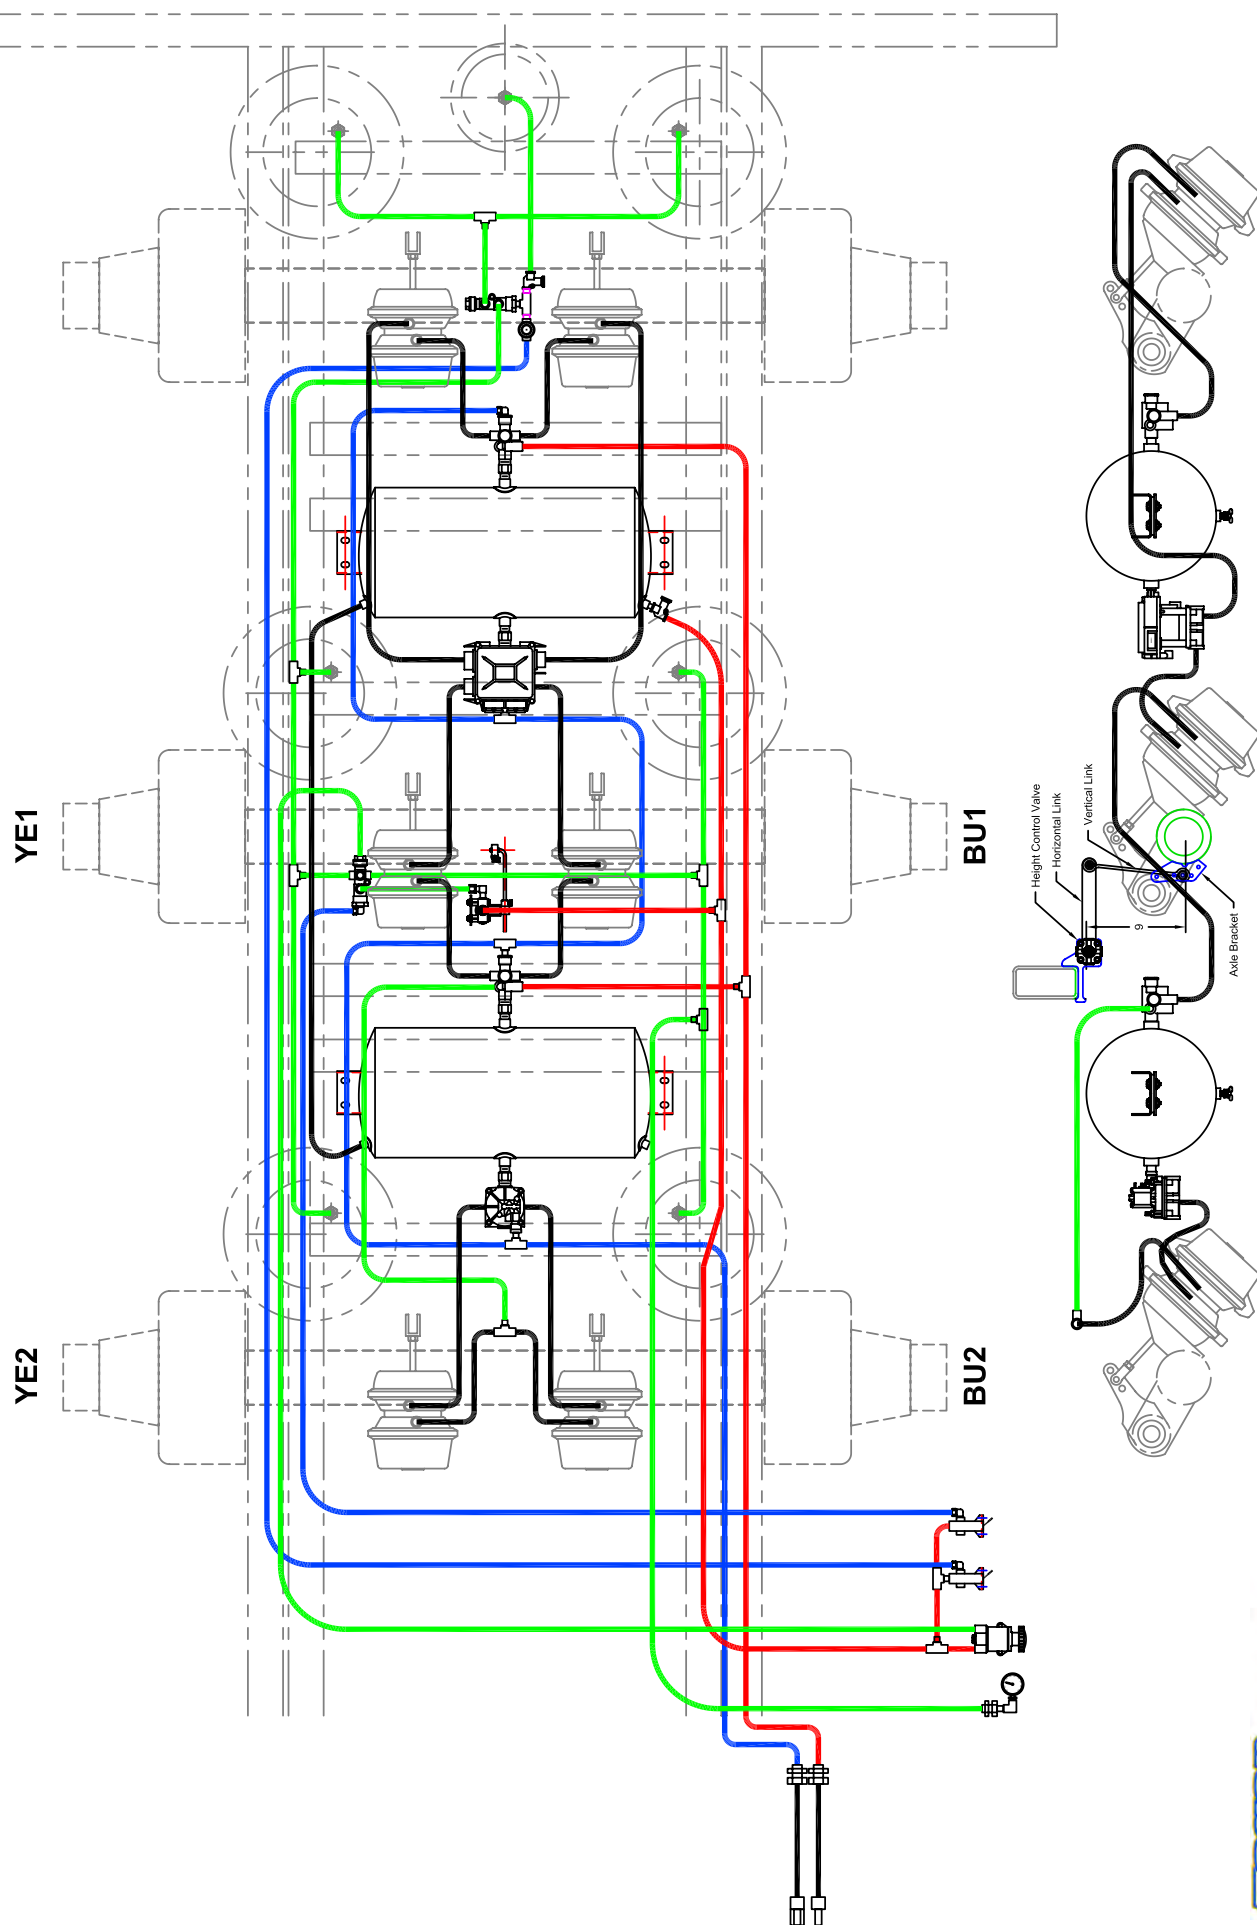 YE1
YE2
BU1
BU2
Height Control Valve
Horizontal Link
Vertical Link
9
Axle Bracket